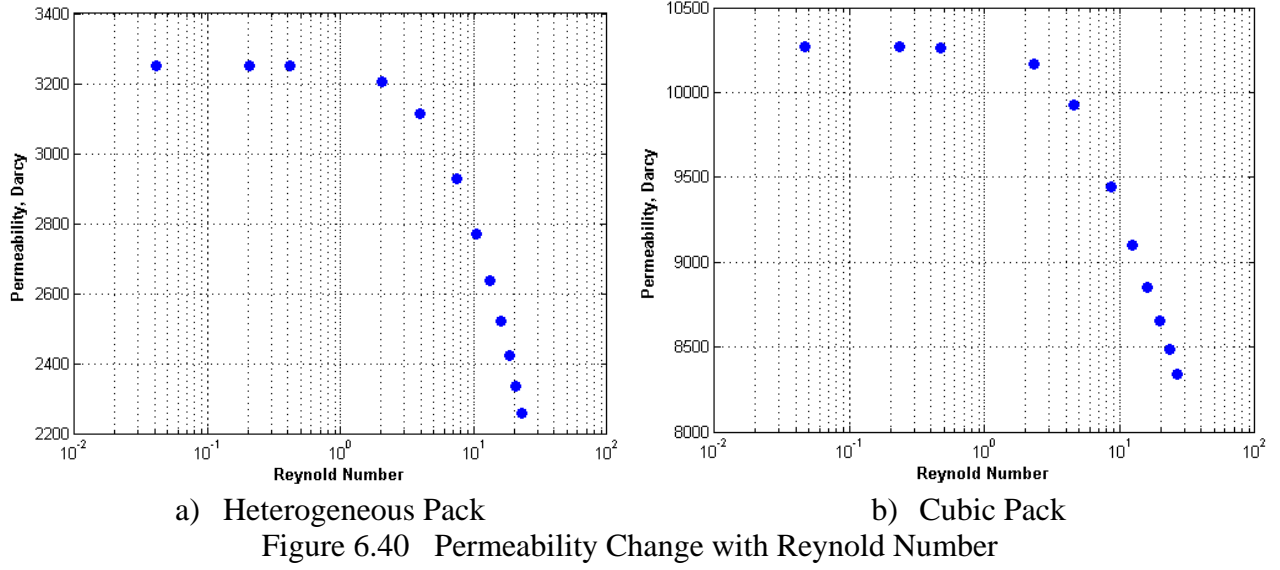 3400
3200
3000
2800
2600
2400
2200
Permeability, Darcy
10^-2 10^-1 10^0 10^1 10^2
Reynold Number
10500
10000
9500
9000
8500
8000
Permeability, Darcy
10^-2 10^-1 10^0 10^1 10^2
Reynold Number
a) Heterogeneous Pack
b) Cubic Pack
Figure 6.40 Permeability Change with Reynold Number